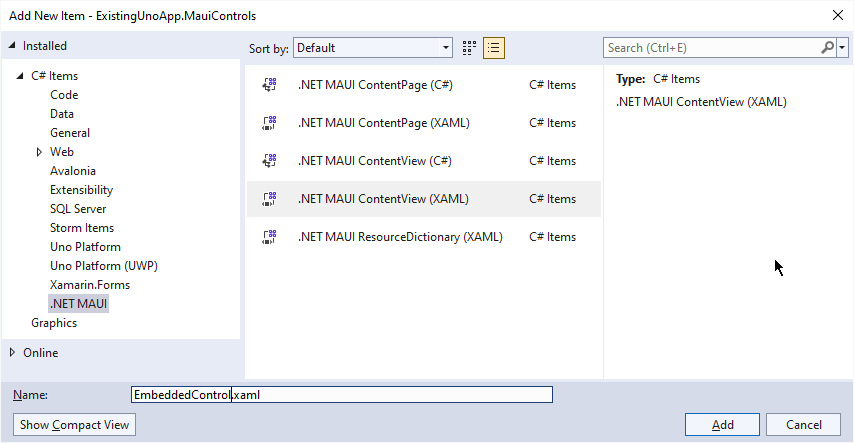 Add New Item - ExistingUnoApp.MauiControls
Installed
Sort by: Default
Search (Ctrl+E)
C# Items
Code
Data
General
Web
Avalonia
Extensibility
SQL Server
Storm Items
Uno Platform
Uno Platform (UWP)
Xamarin.Forms
.NET MAUI
Graphics
Online
.NET MAUI ContentPage (C#) C# Items
.NET MAUI ContentPage (XAML) C# Items
.NET MAUI ContentView (C#) C# Items
.NET MAUI ContentView (XAML) C# Items
.NET MAUI ResourceDictionary (XAML) C# Items
Type: C# Items
.NET MAUI ContentView (XAML)
Name: EmbeddedControl.xaml
Show Compact View
Add
Cancel